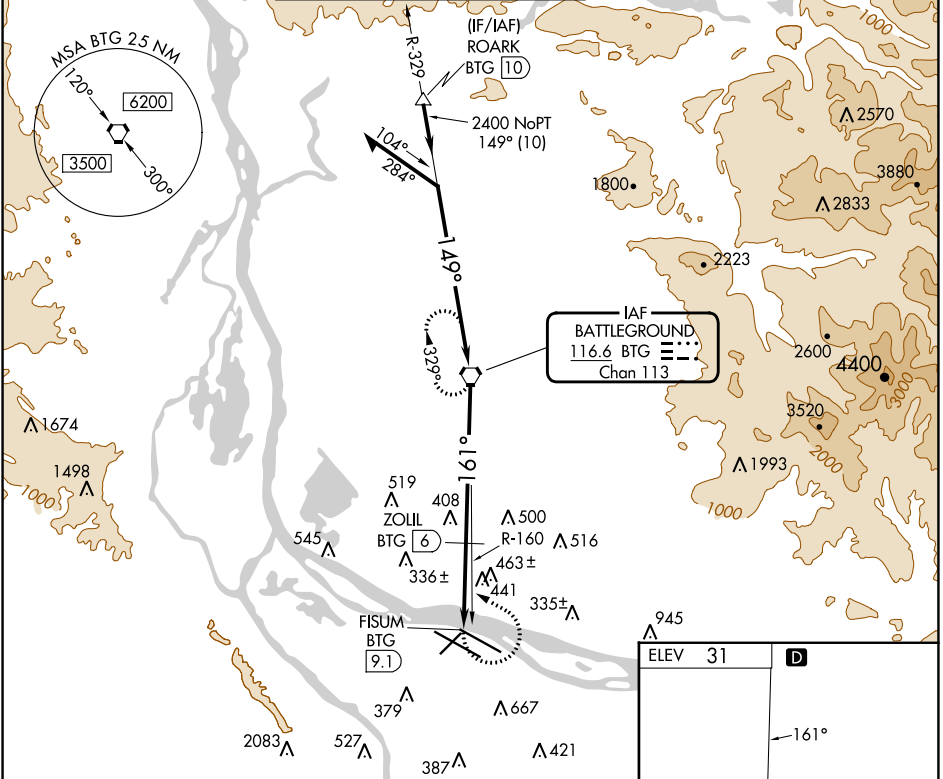 MSA BTG 25 NM
120°
6200
3500
300°
R-329
(IF/IAF)
ROARK
BTG 10
2400 NoPT
149° (10)
104°
284°
149°
329°
1000
2570
3880
1800
2833
2223
IAF
BATTLEGROUND
116.6 BTG
Chan 113
2600
4400
3000
3520
2000
1674
1498
1000
1993
1000
161°
519
408
500
ZOLIL
BTG 6
R-160
545
516
336±
463±
441
335±
FISUM
BTG
9.1
945
ELEV 31 D
161°
379
667
2083
527
387
421